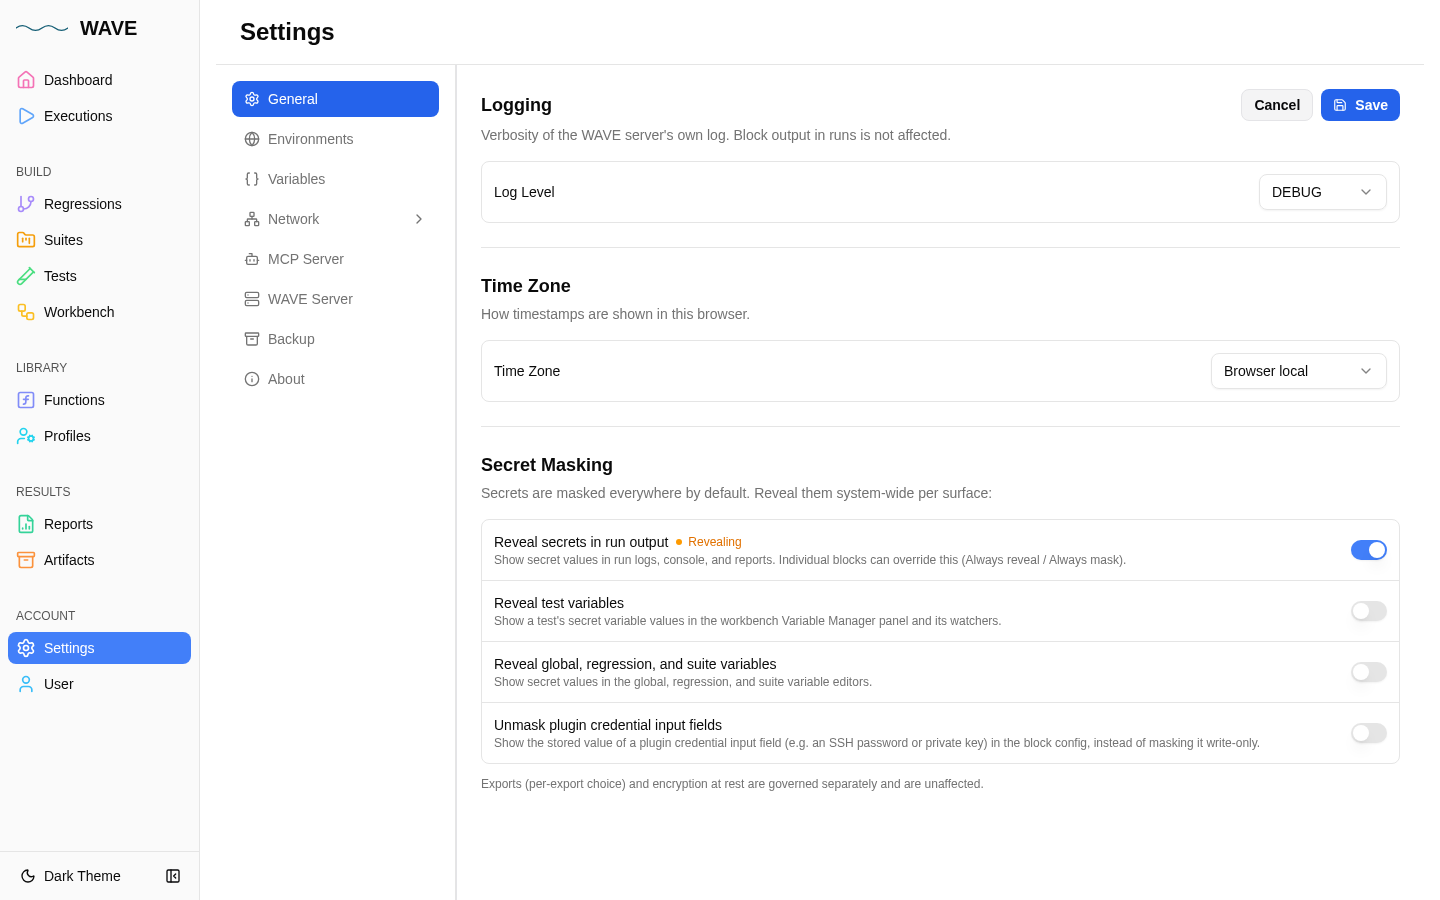 WAVE
Settings
Dashboard
Executions
BUILD
Regressions
Suites
Tests
Workbench
LIBRARY
Functions
Profiles
RESULTS
Reports
Artifacts
ACCOUNT
Settings
User
Dark Theme
General
Environments
Variables
Network
MCP Server
WAVE Server
Backup
About
Logging
Cancel
Save
Verbosity of the WAVE server's own log. Block output in runs is not affected.
Log Level
DEBUG
Time Zone
How timestamps are shown in this browser.
Time Zone
Browser local
Secret Masking
Secrets are masked everywhere by default. Reveal them system-wide per surface:
Reveal secrets in run output
Revealing
Show secret values in run logs, console, and reports. Individual blocks can override this (Always reveal / Always mask).
Reveal test variables
Show a test's secret variable values in the workbench Variable Manager panel and its watchers.
Reveal global, regression, and suite variables
Show secret values in the global, regression, and suite variable editors.
Unmask plugin credential input fields
Show the stored value of a plugin credential input field (e.g. an SSH password or private key) in the block config, instead of masking it write-only.
Exports (per-export choice) and encryption at rest are governed separately and are unaffected.